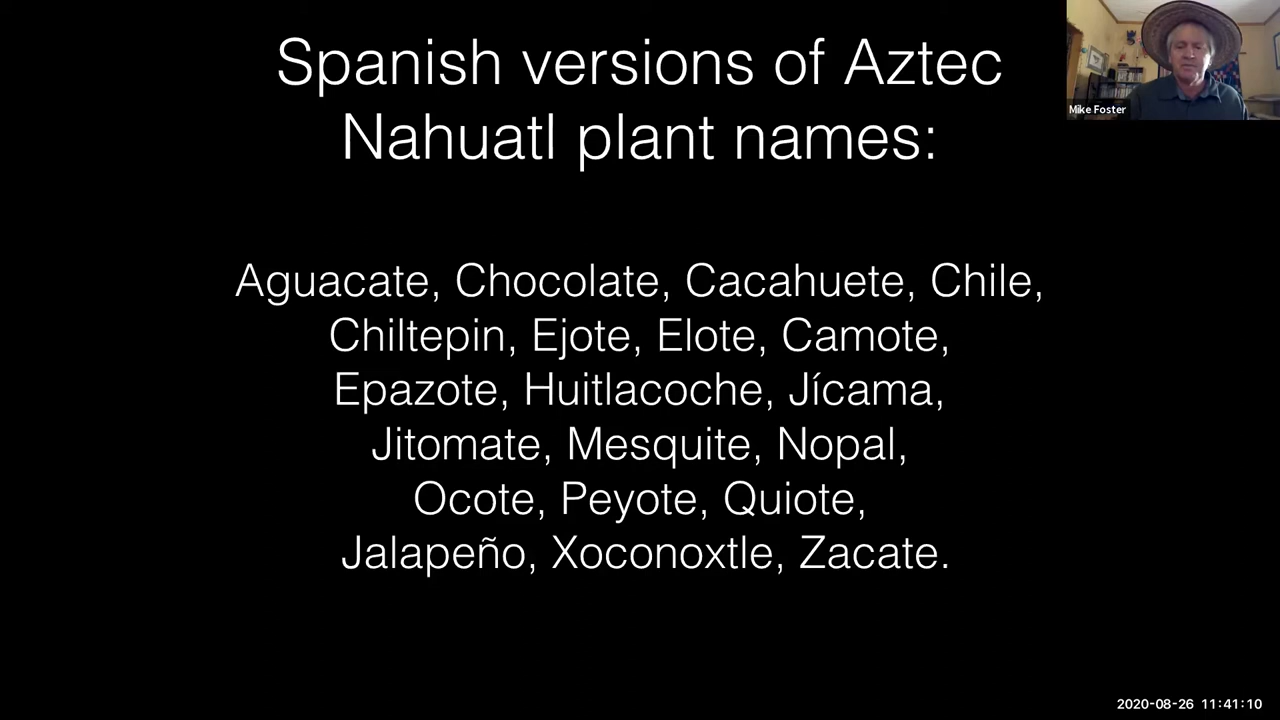 Spanish versions of Aztec
Nahuatl plant names:
Mike Foster
Aguacate, Chocolate, Cacahuete, Chile,
Chiltepin, Ejote, Elote, Camote,
Epazote, Huitlacoche, Jícama,
Jitomate, Mesquite, Nopal,
Ocote, Peyote, Quiote,
Jalapeño, Xoconoxtle, Zacate.
2020-08-26 11:41:10